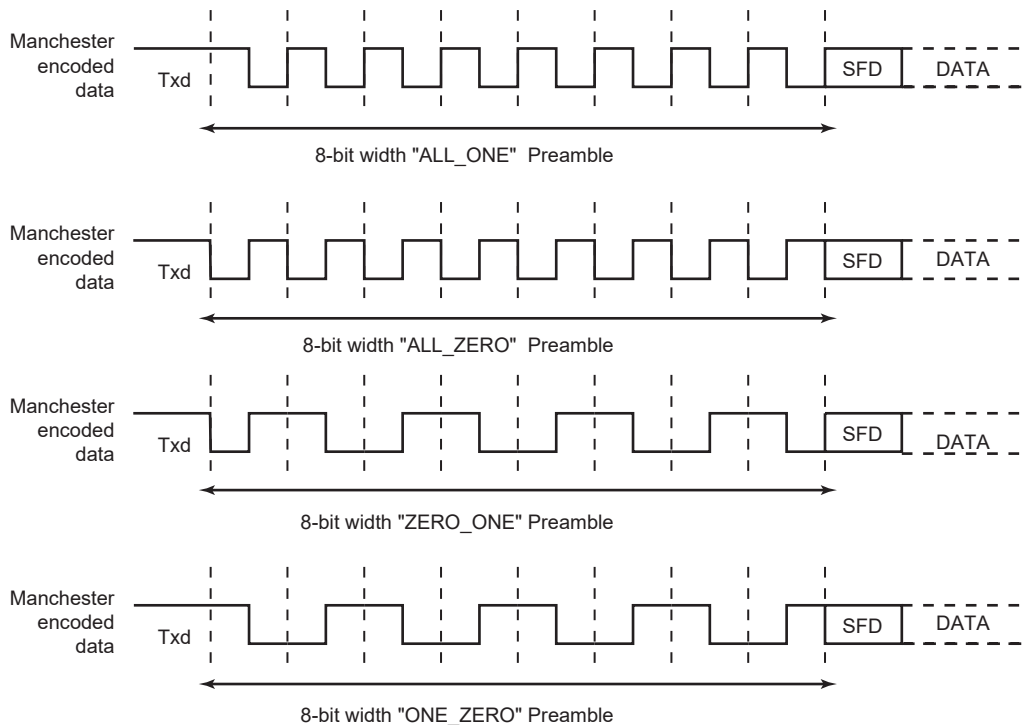 Manchester
encoded
data
Txd
SFD
DATA
8-bit width "ALL_ONE" Preamble
Manchester
encoded
data
Txd
SFD
DATA
8-bit width "ALL_ZERO" Preamble
Manchester
encoded
data
Txd
SFD
DATA
8-bit width "ZERO_ONE" Preamble
Manchester
encoded
data
Txd
SFD
DATA
8-bit width "ONE_ZERO" Preamble